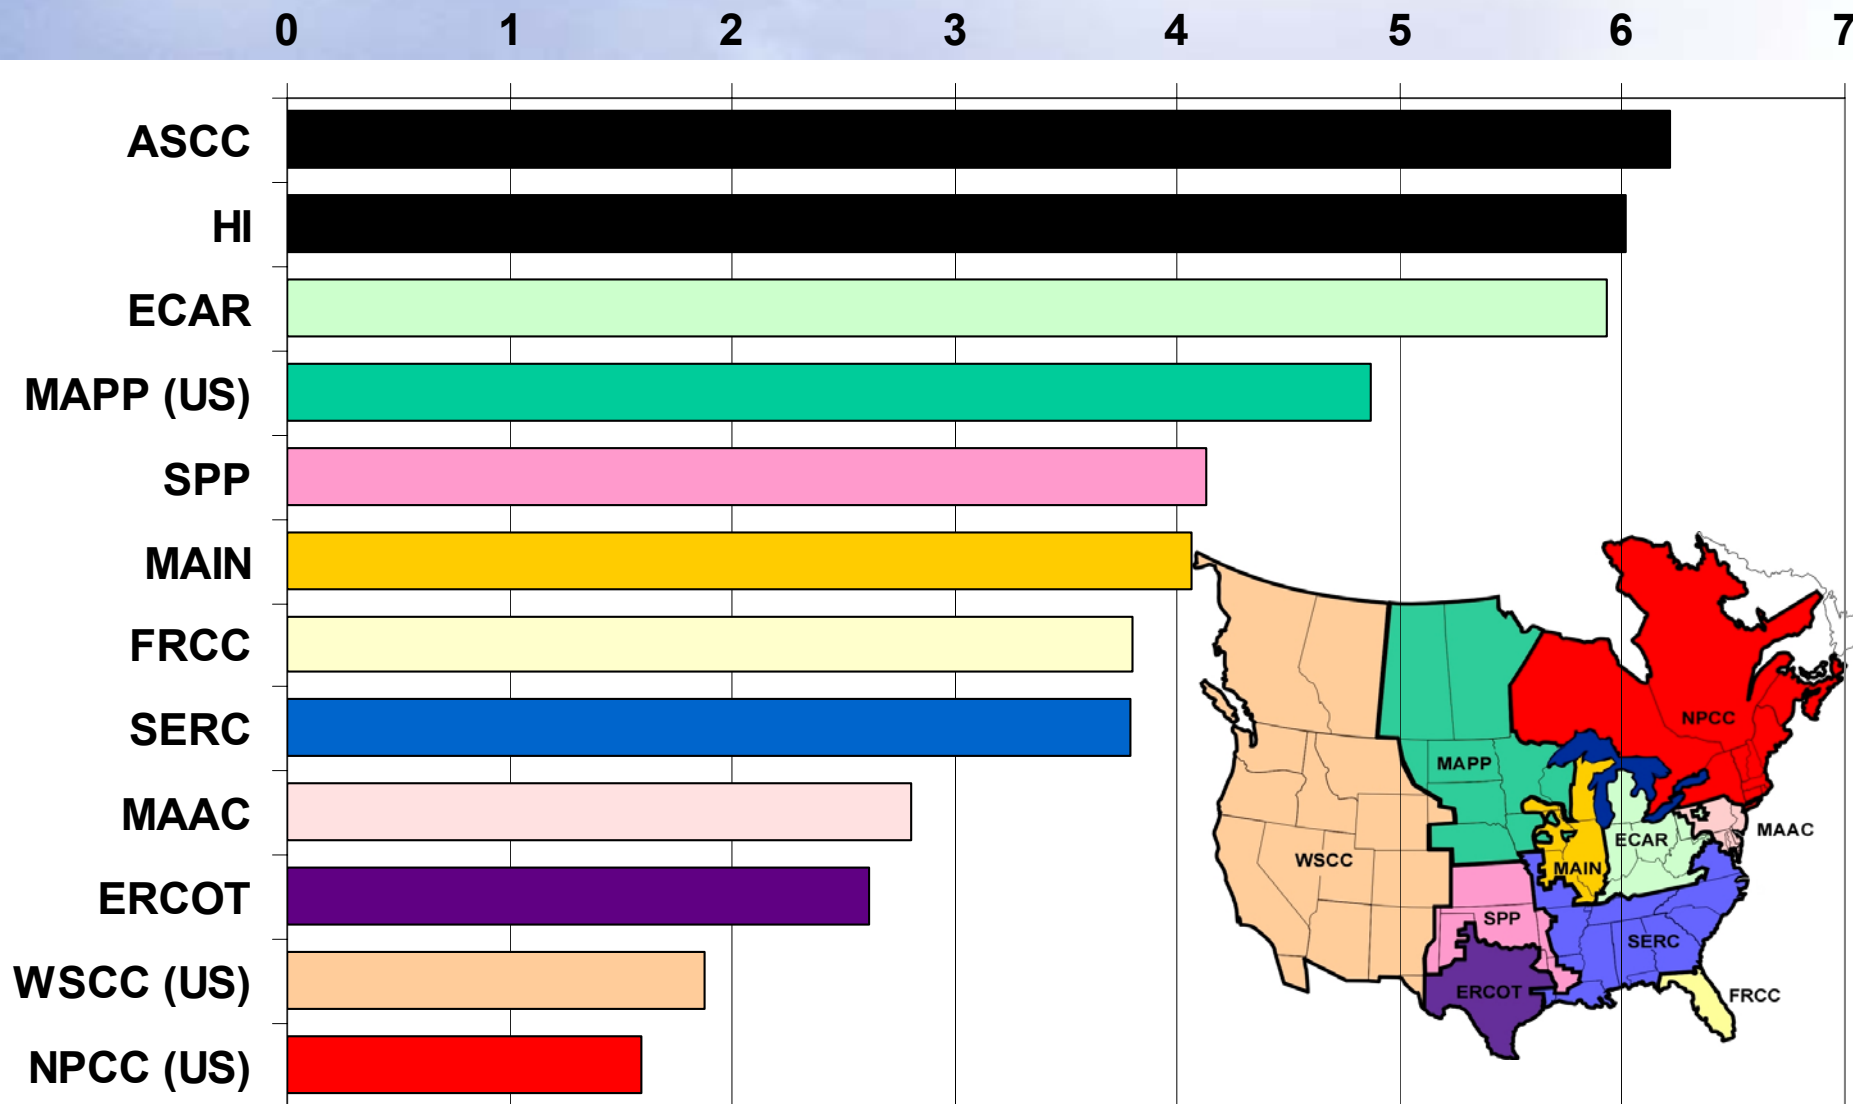 0 1 2 3 4 5 6 7
ASCC
HI
ECAR
MAPP (US)
SPP
MAIN
FRCC
SERC
MAAC
ERCOT
WSCC (US)
NPCC (US)
NPCC
MAPP
MAAC
ECAR
WSCC
MAIN
SPP
SERC
ERCOT
FRCC